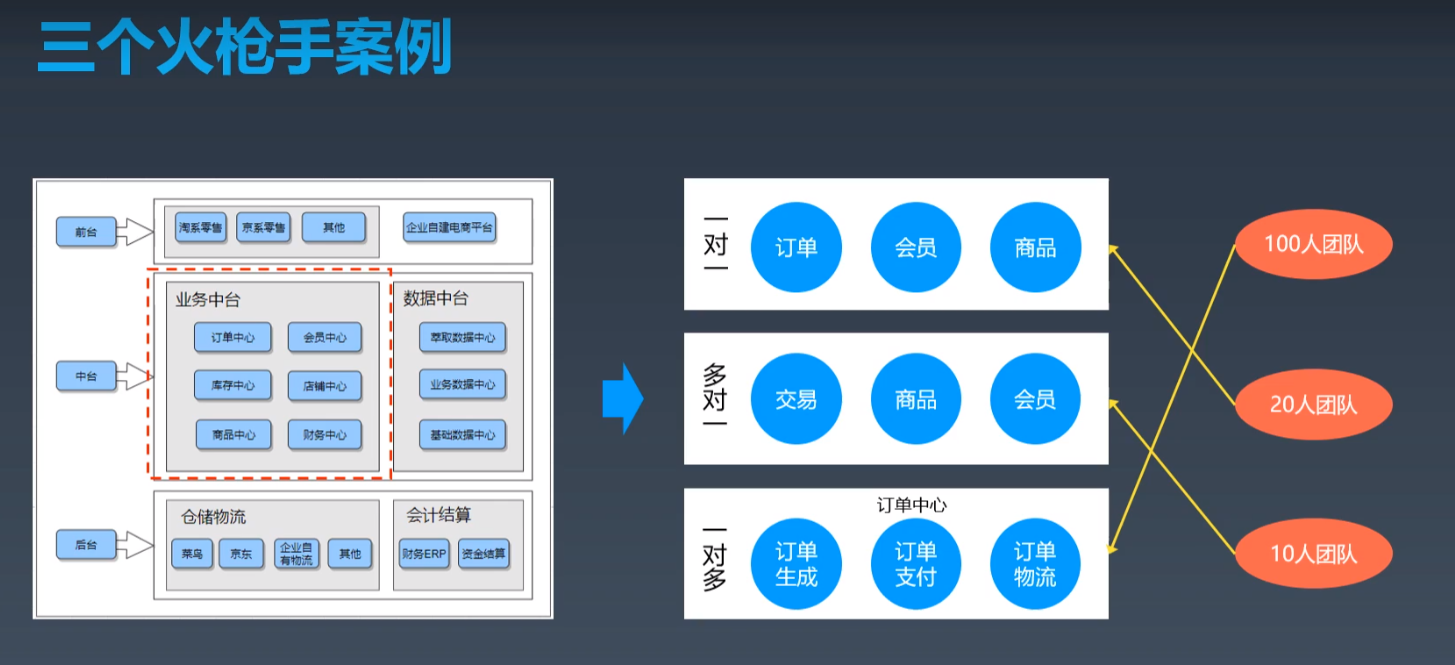 三个火枪手案例
前台
淘系零售
京系零售
其他
企业自建电商平台
中台
业务中台
订单中心
会员中心
库存中心
店铺中心
商品中心
财务中心
数据中台
萃取数据中心
业务数据中心
基础数据中心
后台
仓储物流
菜鸟
京东
企业自
有物流
其他
会计结算
财务ERP
资金结算
一对一
订单
会员
商品
多对一
交易
商品
会员
一对多
订单中心
订单
生成
订单
支付
订单
物流
100人团队
20人团队
10人团队